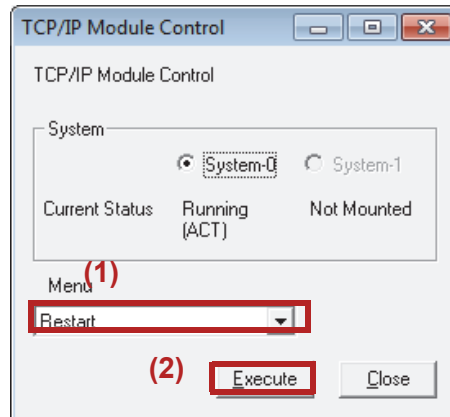 TCP/IP Module Control
TCP/IP Module Control
System
System-0 System-1
Current Status Running (ACT) Not Mounted
(1)
Menu
Restart
(2) Execute Close